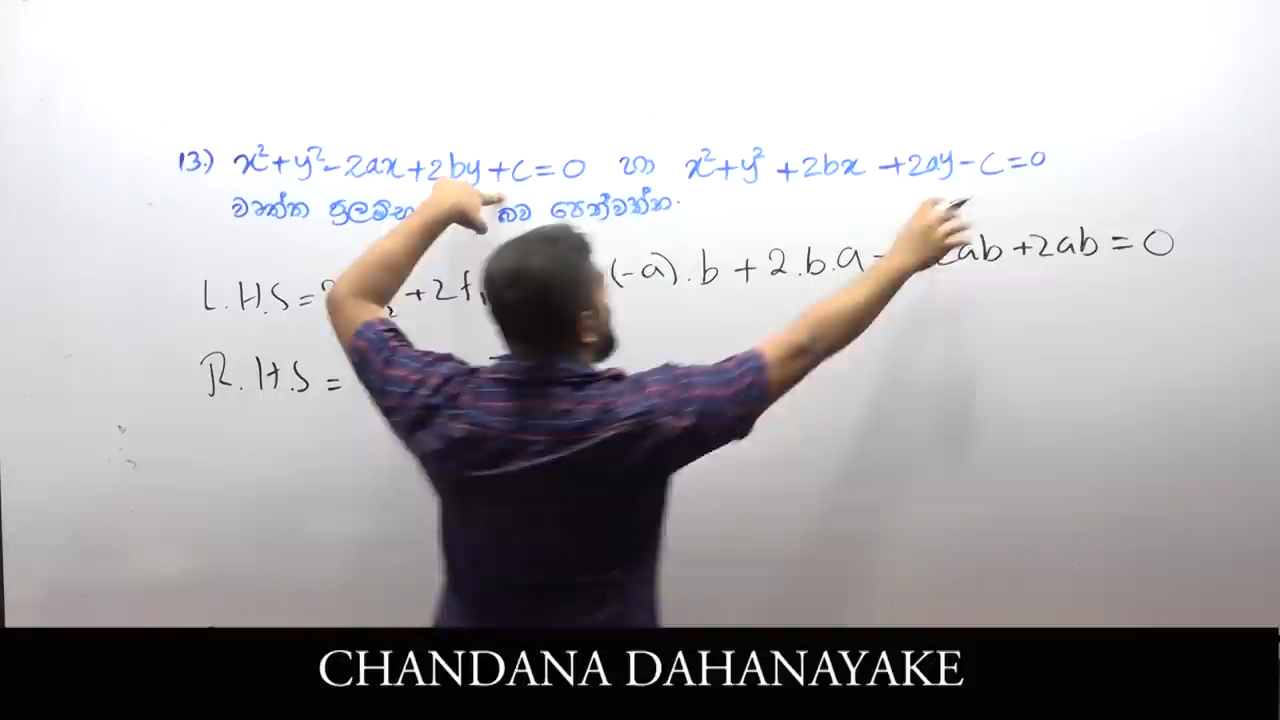 13.) x²+y²-2ax+2by+c=0 හා x²+y²+2bx+2ay-c=0
වෘත්ත ප්‍රලම්භ බව පෙන්වන්න.
L.H.S = +2f (-a).b + 2.b.a ab+2ab=0
R.H.S =
CHANDANA DAHANAYAKE